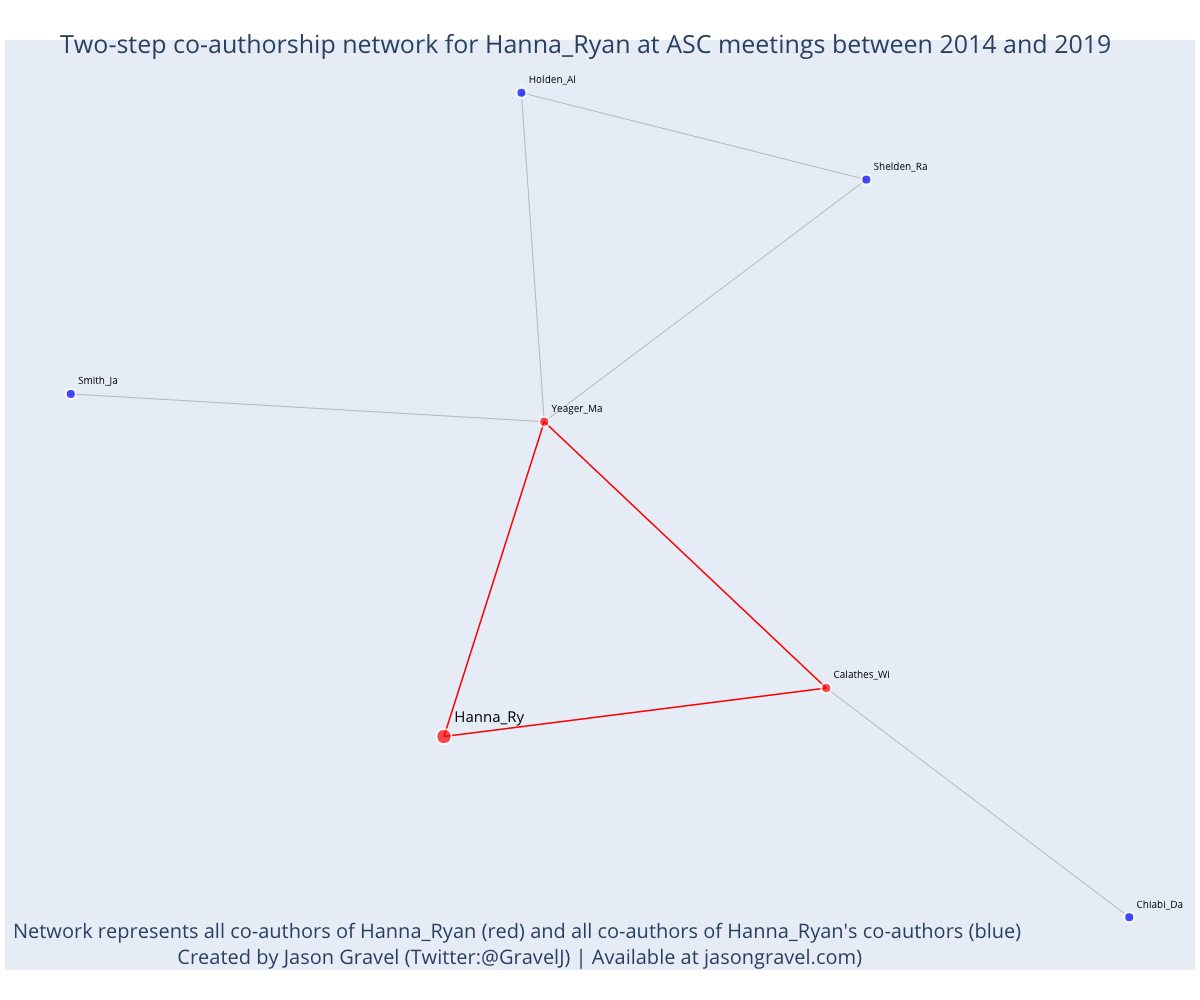 Two-step co-authorship network for Hanna_Ryan at ASC meetings between 2014 and 2019
Holden_Al
Shelden_Ra
Smith_Ja
Yeager_Ma
Calathes_Wi
Hanna_Ry
Chiabi_Da
Network represents all co-authors of Hanna_Ryan (red) and all co-authors of Hanna_Ryan's co-authors (blue)
Created by Jason Gravel (Twitter:@GravelJ) | Available at jasongravel.com)